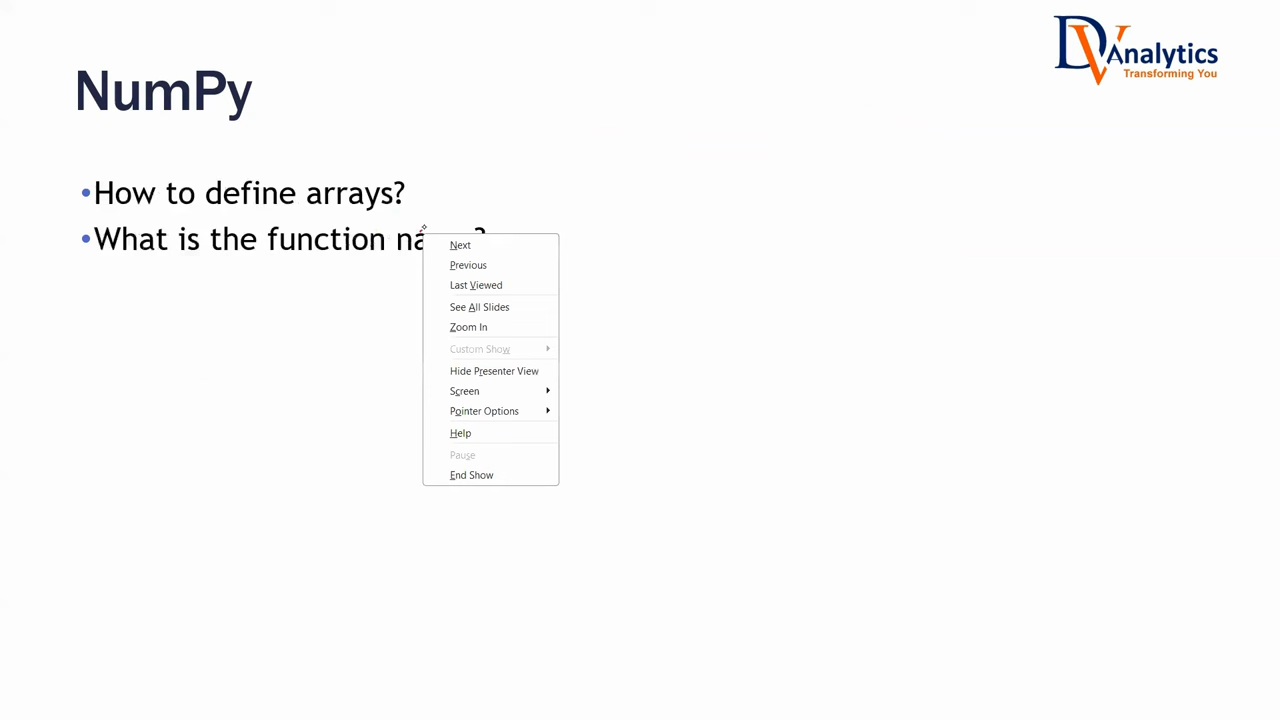 DV Analytics
Transforming You
NumPy
•How to define arrays?
•What is the function
Next
Previous
Last Viewed
See All Slides
Zoom In
Custom Show
Hide Presenter View
Screen
Pointer Options
Help
Pause
End Show